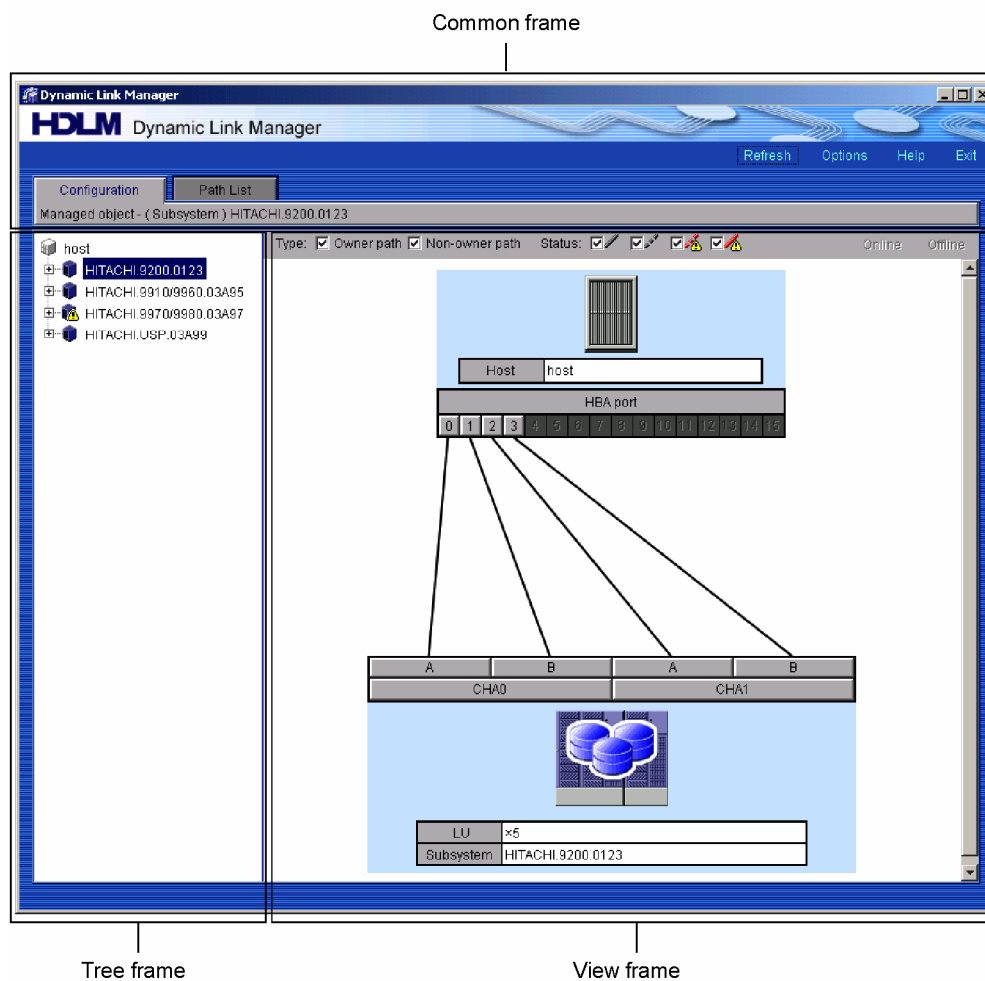 Common frame
Dynamic Link Manager
HDLM Dynamic Link Manager
Refresh Options Help Exit
Configuration Path List
Managed object - ( Subsystem ) HITACHI.9200.0123
host
HITACHI.9200.0123
HITACHI.9910/9960.03A95
HITACHI.9970/9980.03A97
HITACHI.USP.03A99
Type: Owner path Non-owner path Status: Online Offline
Host host
HBA port
0 1 2 3 4 5 6 7 8 9 10 11 12 13 14 15
A B A B
CHA0 CHA1
LU ×5
Subsystem HITACHI.9200.0123
Tree frame View frame